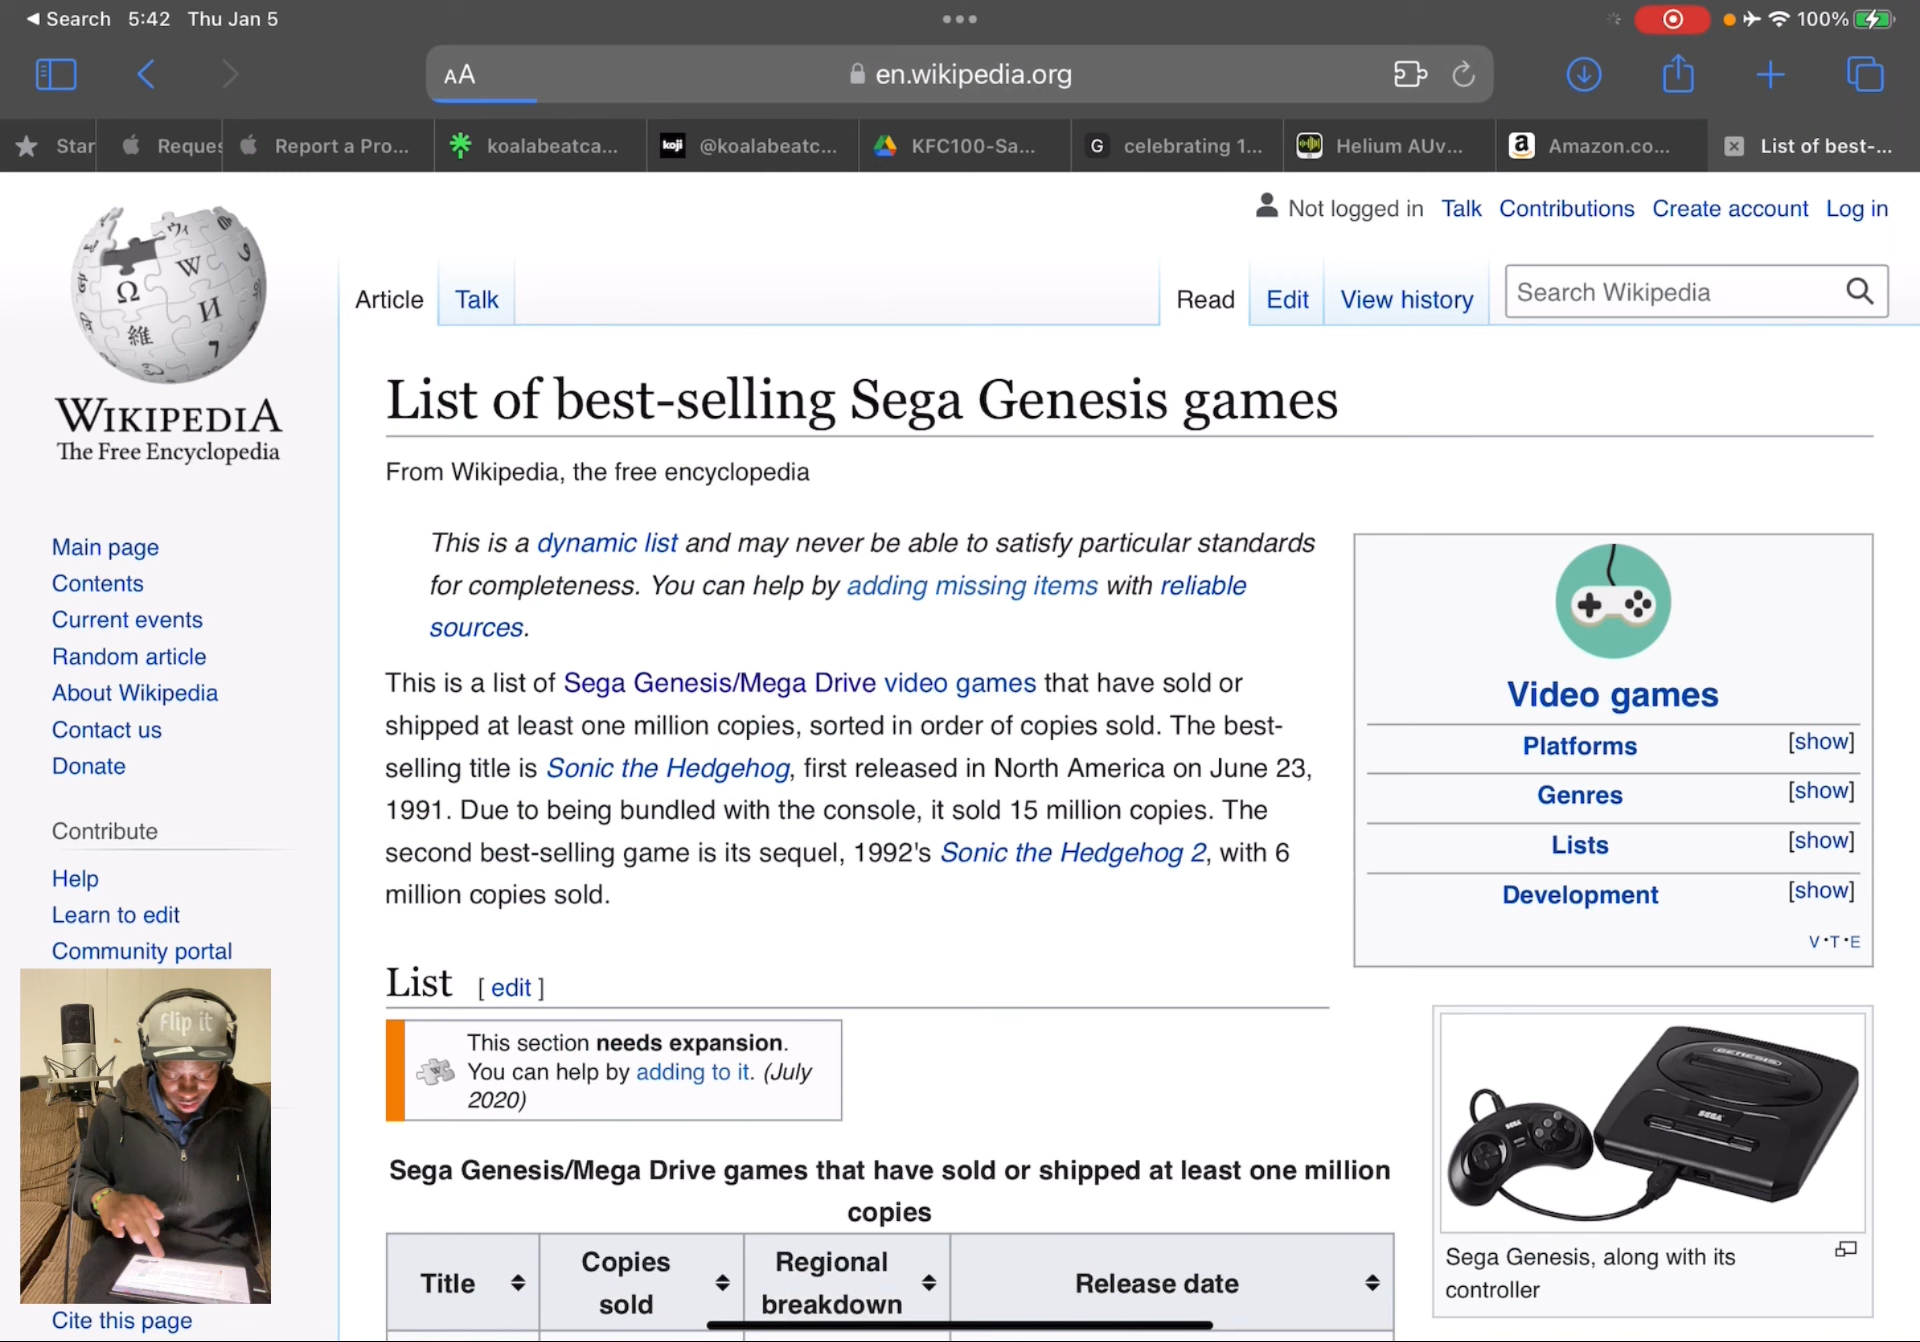 Search 5:42 Thu Jan 5
100%
AA en.wikipedia.org
Star
Reques
Report a Pro...
koalabeatca...
koji @koalabeatc...
KFC100-Sa...
G celebrating 1...
Helium AUv...
a Amazon.co...
List of best-...
Not logged in Talk Contributions Create account Log in
Article Talk Read Edit View history Search Wikipedia
WIKIPEDIA
The Free Encyclopedia
Main page
Contents
Current events
Random article
About Wikipedia
Contact us
Donate
Contribute
Help
Learn to edit
Community portal
Cite this page
List of best-selling Sega Genesis games
From Wikipedia, the free encyclopedia
This is a dynamic list and may never be able to satisfy particular standards
for completeness. You can help by adding missing items with reliable
sources.
This is a list of Sega Genesis/Mega Drive video games that have sold or
shipped at least one million copies, sorted in order of copies sold. The best-
selling title is Sonic the Hedgehog, first released in North America on June 23,
1991. Due to being bundled with the console, it sold 15 million copies. The
second best-selling game is its sequel, 1992's Sonic the Hedgehog 2, with 6
million copies sold.
Video games
Platforms [show]
Genres [show]
Lists [show]
Development [show]
V·T·E
List [ edit ]
This section needs expansion.
You can help by adding to it. (July
2020)
Sega Genesis/Mega Drive games that have sold or shipped at least one million
copies
Title
Copies
sold
Regional
breakdown
Release date
GENESIS
SEGA
SEGA
Sega Genesis, along with its
controller
Flip it